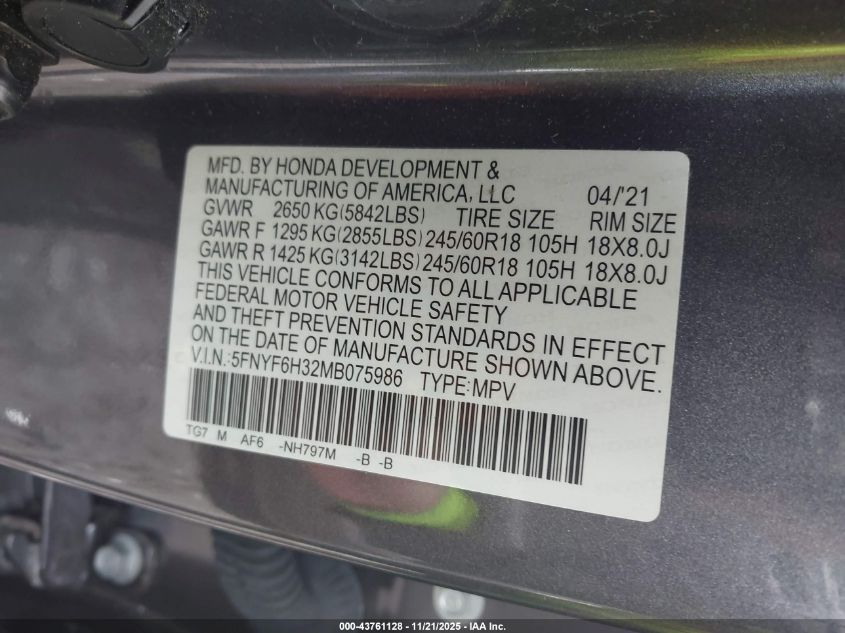 MFD. BY HONDA DEVELOPMENT &
MANUFACTURING OF AMERICA, LLC 04/'21
GVWR 2650 KG(5842LBS) TIRE SIZE RIM SIZE
GAWR F 1295 KG(2855LBS) 245/60R18 105H 18X8.0J
GAWR R 1425 KG(3142LBS) 245/60R18 105H 18X8.0J
THIS VEHICLE CONFORMS TO ALL APPLICABLE
FEDERAL MOTOR VEHICLE SAFETY
AND THEFT PREVENTION STANDARDS IN EFFECT
ON THE DATE OF MANUFACTURE SHOWN ABOVE.
V.I.N.:5FNYF6H32MB075986 TYPE:MPV
TG7 M AF6 -NH797M -B -B
000-43761128 - 11/21/2025 - IAA Inc.